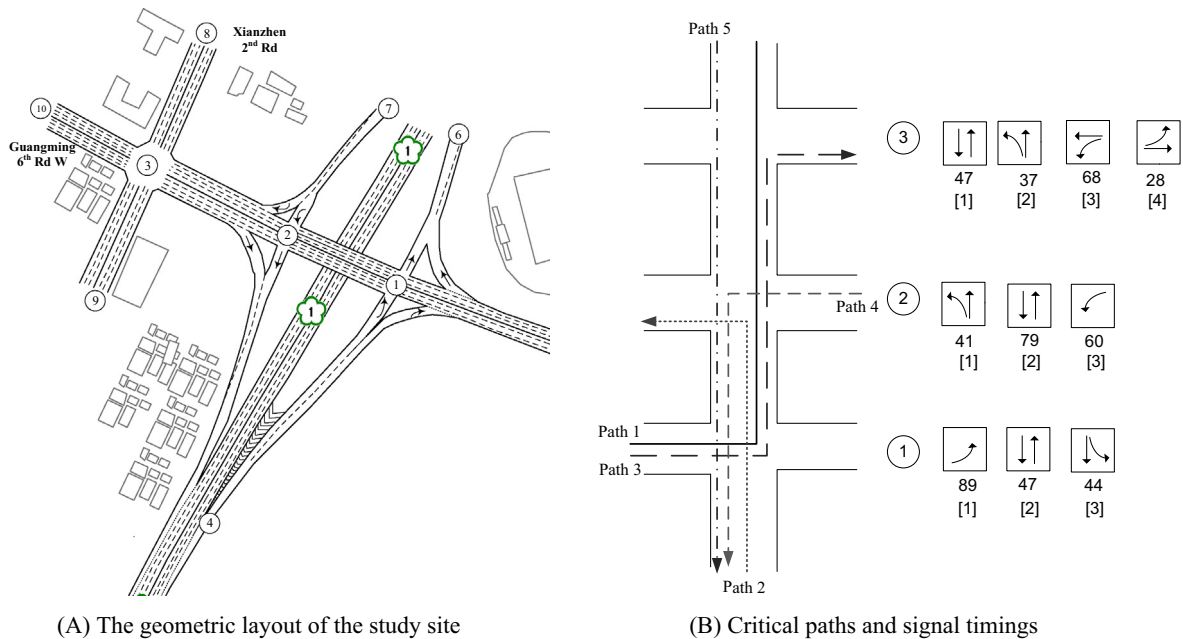 8
Xianzhen
2nd Rd
10
7
1
6
Guangming
6th Rd W
3
2
9
1
1
4
(A) The geometric layout of the study site
Path 5
3
47 37 68 28
[1] [2] [3] [4]
2
Path 4
41 79 60
[1] [2] [3]
Path 1
1
Path 3
89 47 44
[1] [2] [3]
Path 2
(B) Critical paths and signal timings